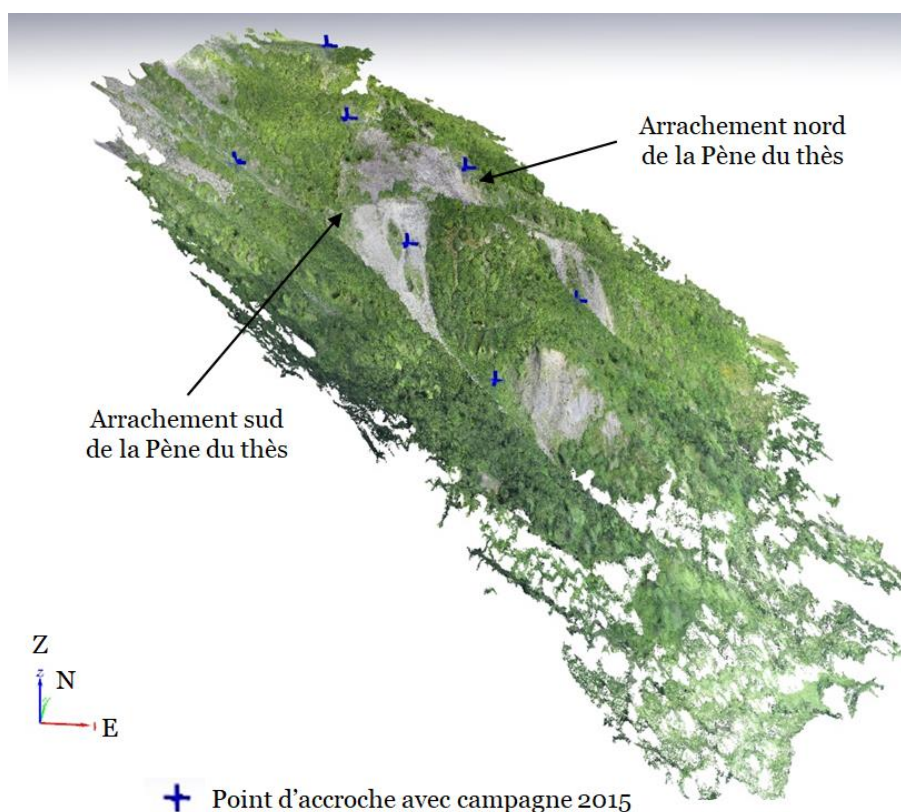 Arrachement nord
de la Pène du thès
Arrachement sud
de la Pène du thès
Z
z
N
E
Point d'accroche avec campagne 2015